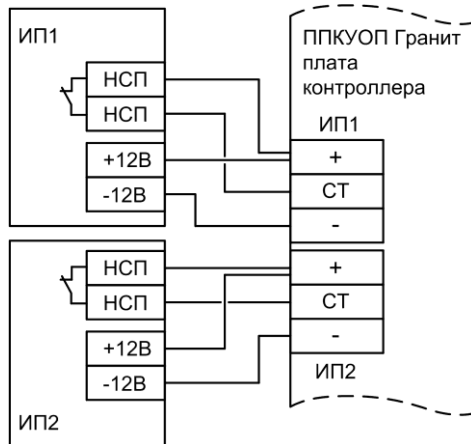 ИП1
НСП
НСП
+12В
-12В
НСП
НСП
+12В
-12В
ИП2
ППКУОП Гранит
плата
контроллера
ИП1
+
СТ
-
+
СТ
-
ИП2